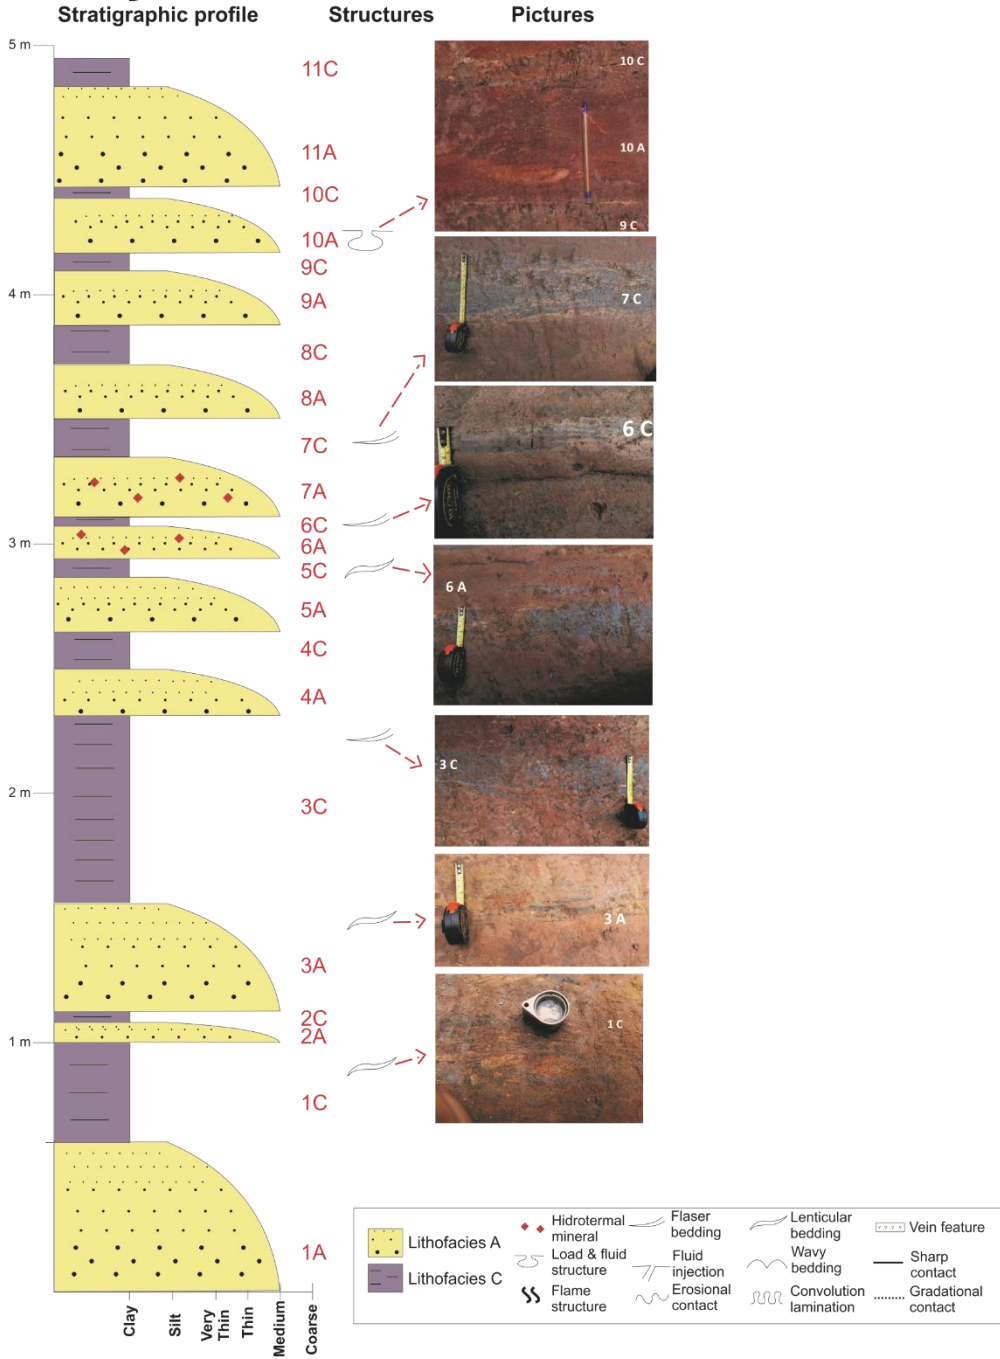 Stratigraphic profile
Structures
Pictures
5 m
4 m
3 m
2 m
1 m
11C
11A
10C
10A
9C
9A
8C
8A
7C
7A
6C
6A
5C
5A
4C
4A
3C
3A
2C
2A
1C
1A
10 C
10 A
9 C
7 C
6 C
6 A
3 C
3 A
1 C
Clay
Silt
Very
Thin
Thin
Medium
Coarse
Lithofacies A
Lithofacies C
Hidrotermal
mineral
Load & fluid
structure
Flame
structure
Flaser
bedding
Fluid
injection
Erosional
contact
Lenticular
bedding
Wavy
bedding
Convolution
lamination
Vein feature
Sharp
contact
Gradational
contact